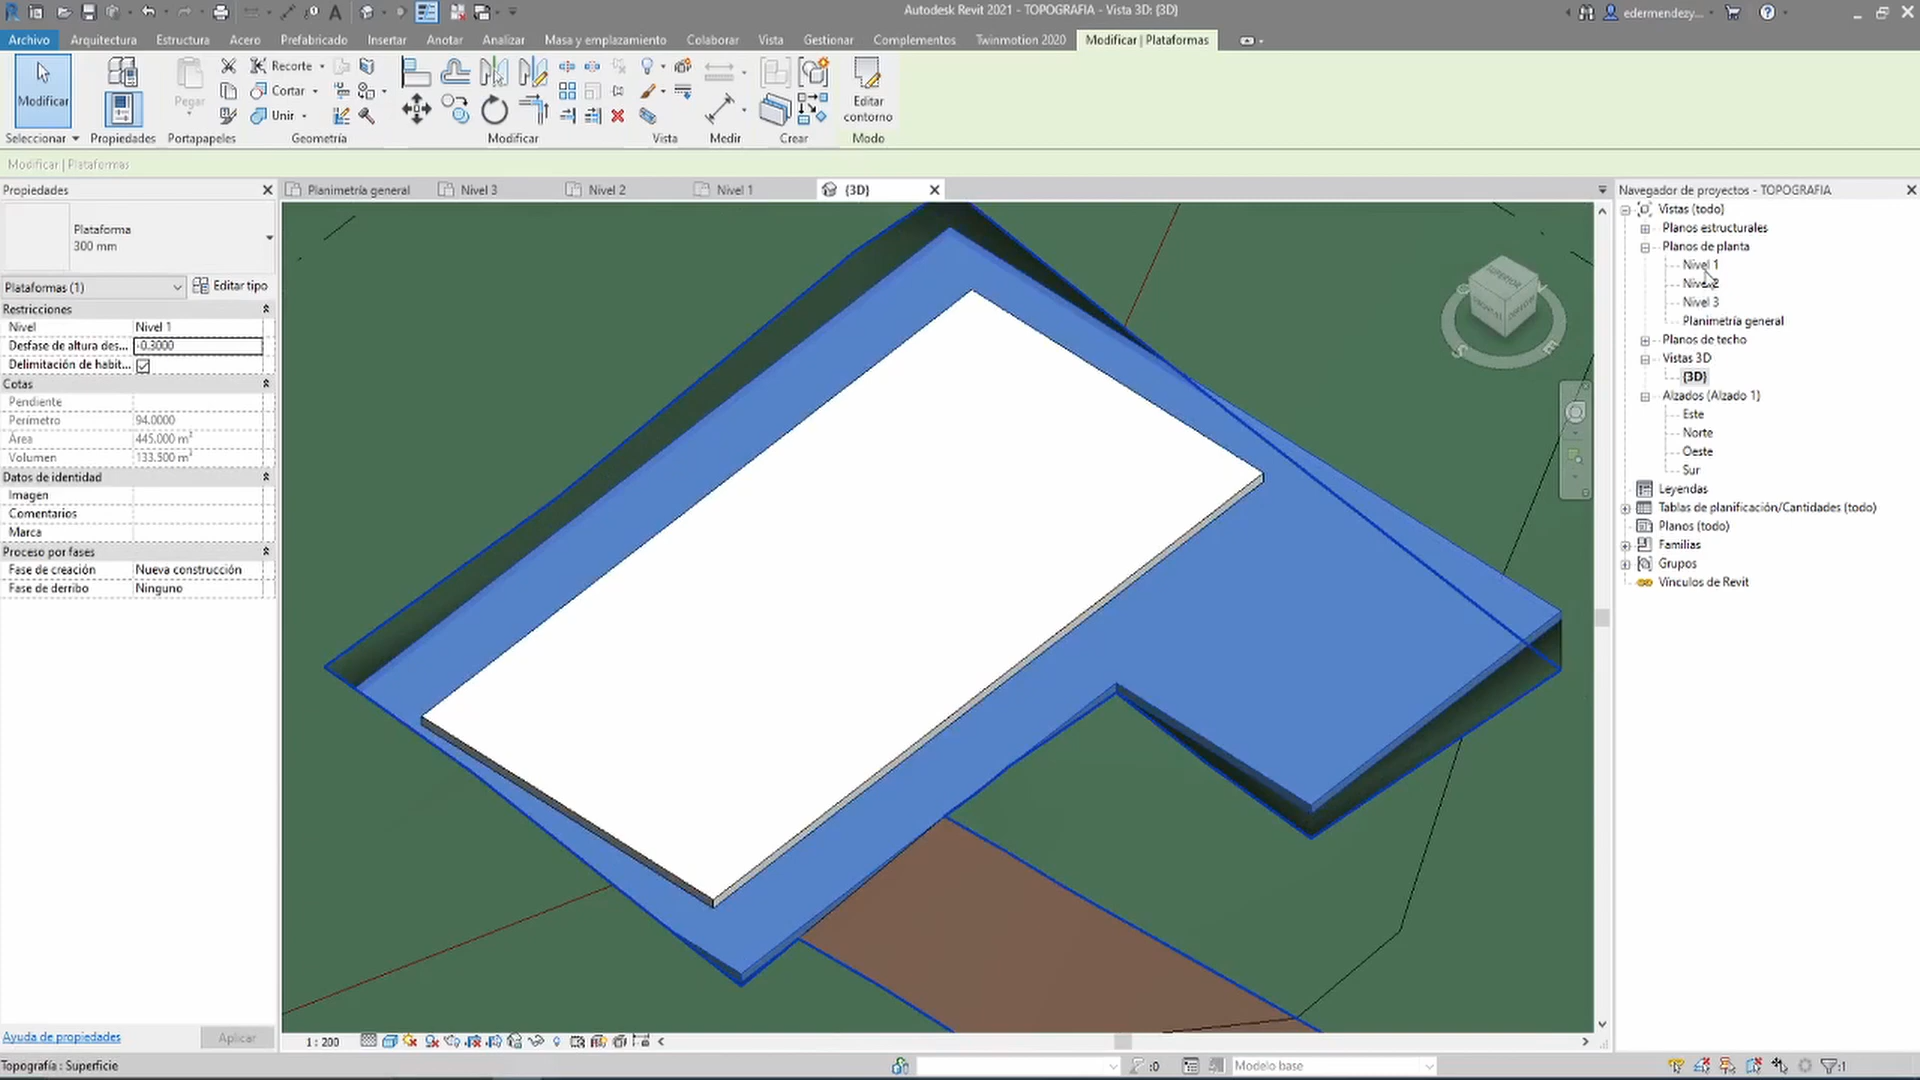 Autodesk Revit 2021 - TOPOGRAFIA - Vista 3D: {3D}
edermendezy...
Archivo Arquitectura Estructura Acero Prefabricado Insertar Anotar Analizar Masa y emplazamiento Colaborar Vista Gestionar Complementos Twinmotion 2020 Modificar | Plataformas
Modificar
Pegar
Recorte
Cortar
Unir
Editar
contorno
Seleccionar Propiedades Portapapeles Geometría Modificar Vista Medir Crear Modo
Modificar | Plataformas
Propiedades
Planimetría general Nivel 3 Nivel 2 Nivel 1 {3D}
Navegador de proyectos - TOPOGRAFIA
Plataforma
300 mm
Plataformas (1) Editar tipo
Restricciones
Nivel Nivel 1
Desfase de altura des... -0.3000
Delimitación de habit...
Cotas
Pendiente
Perímetro 94.0000
Área 445.000 m²
Volumen 133.500 m³
Datos de identidad
Imagen
Comentarios
Marca
Proceso por fases
Fase de creación Nueva construcción
Fase de derribo Ninguno
Ayuda de propiedades Aplicar
SUPERIOR
Vistas (todo)
Planos estructurales
Planos de planta
Nivel 1
Nivel 2
Nivel 3
Planimetría general
Planos de techo
Vistas 3D
{3D}
Alzados (Alzado 1)
Este
Norte
Oeste
Sur
Leyendas
Tablas de planificación/Cantidades (todo)
Planos (todo)
Familias
Grupos
Vínculos de Revit
1 : 200
Topografía : Superficie
:0
Modelo base
:1